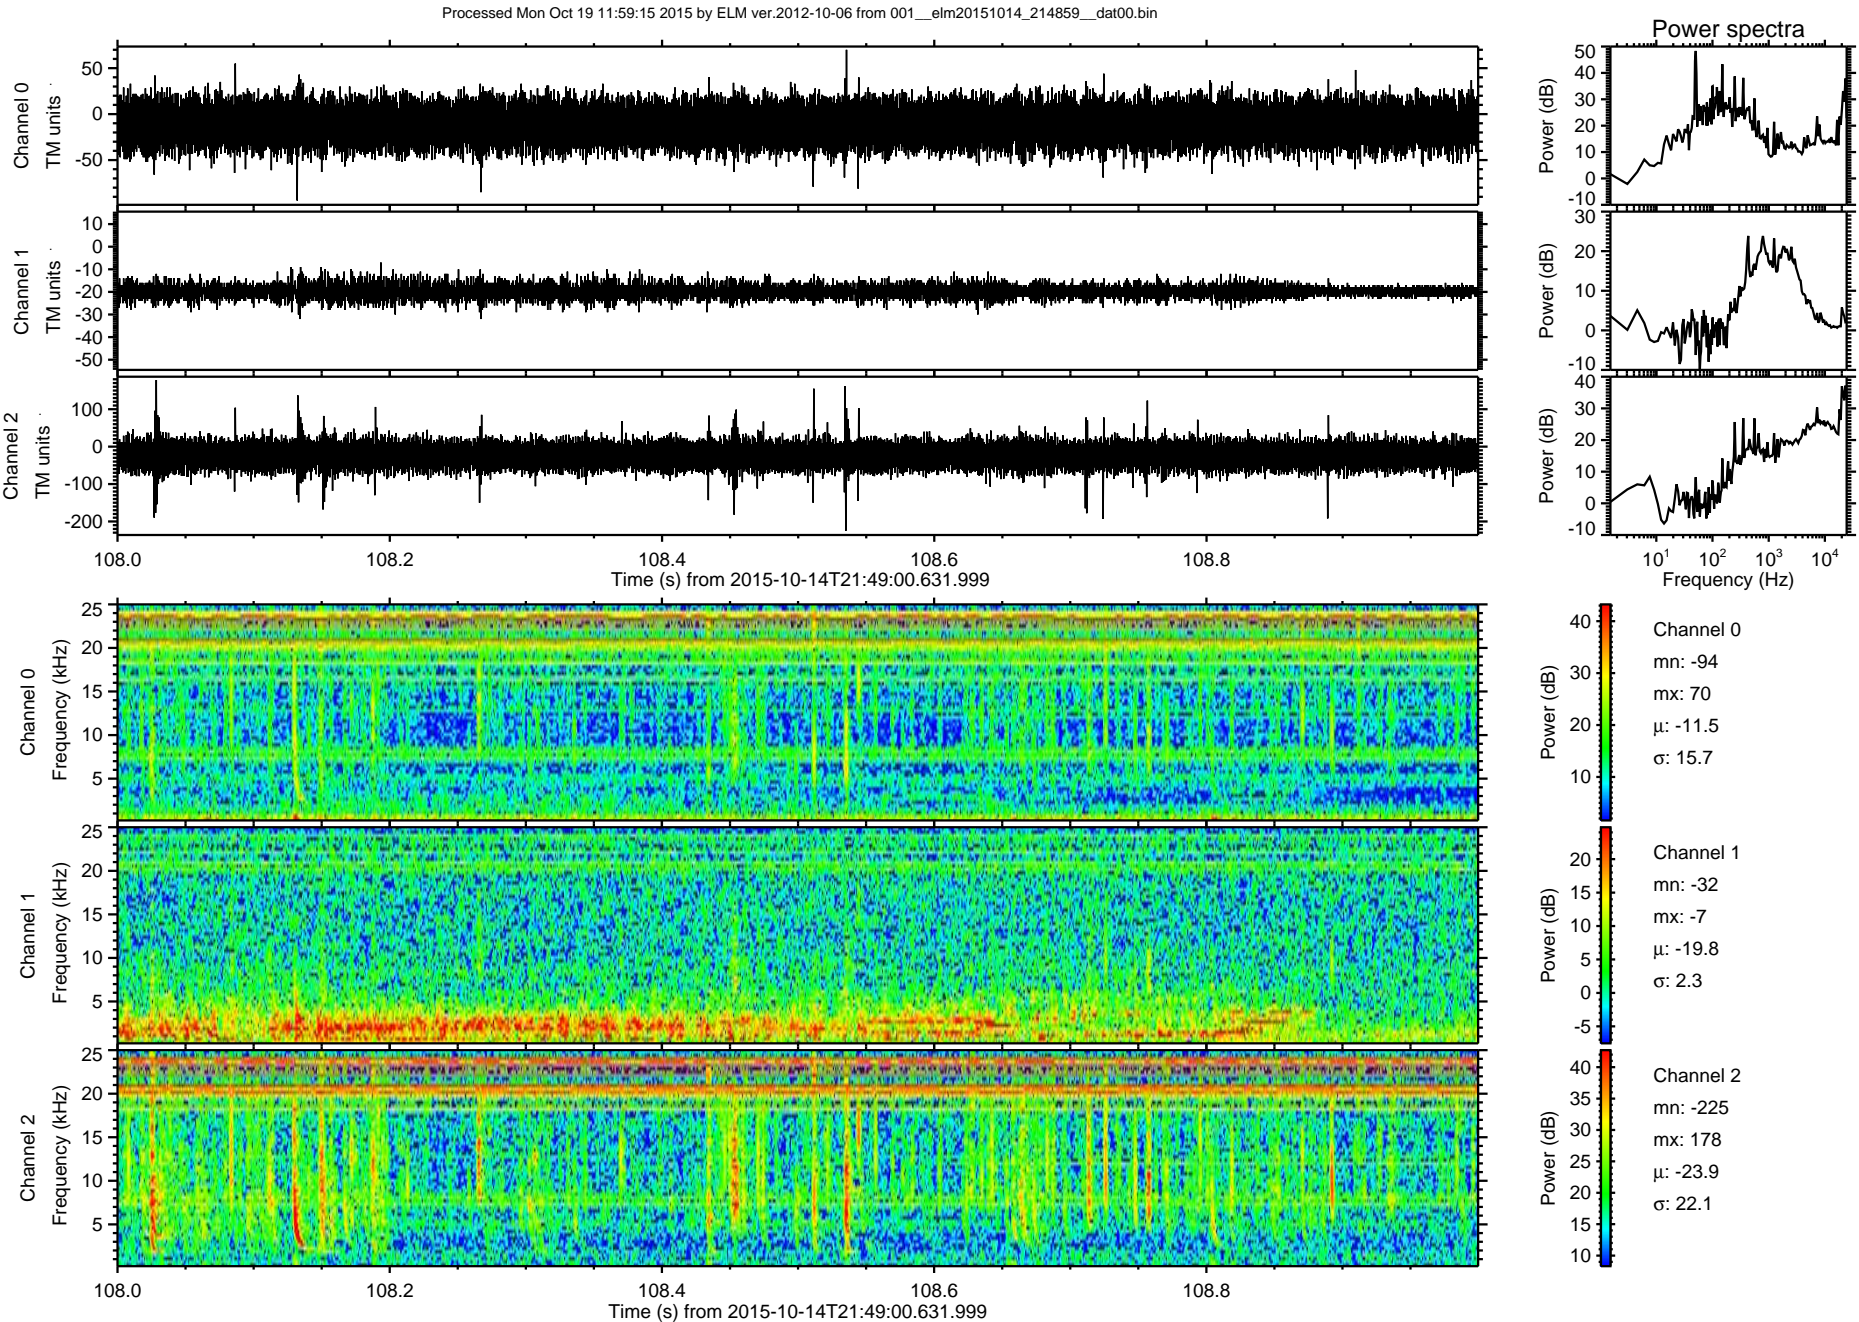 Processed Mon Oct 19 11:59:15 2015 by ELM ver.2012-10-06 from 001__elm20151014_214859__dat00.bin
Power spectra
Channel 0
TM units
50
0
-50
Power (dB)
50
40
30
20
10
0
-10
Channel 1
TM units
10
0
-10
-20
-30
-40
-50
Power (dB)
30
20
10
0
-10
Channel 2
TM units
100
0
-100
-200
Power (dB)
40
30
20
10
0
-10
108.0 108.2 108.4 108.6 108.8
Time (s) from 2015-10-14T21:49:00.631.999
10¹ 10² 10³ 10⁴
Frequency (Hz)
Channel 0
Frequency (kHz)
25
20
15
10
5
Power (dB)
40
30
20
10
Channel 0
mn: -94
mx: 70
μ: -11.5
σ: 15.7
Channel 1
Frequency (kHz)
25
20
15
10
5
Power (dB)
20
15
10
5
0
-5
Channel 1
mn: -32
mx: -7
μ: -19.8
σ: 2.3
Channel 2
Frequency (kHz)
25
20
15
10
5
Power (dB)
40
35
30
25
20
15
10
Channel 2
mn: -225
mx: 178
μ: -23.9
σ: 22.1
108.0 108.2 108.4 108.6 108.8
Time (s) from 2015-10-14T21:49:00.631.999